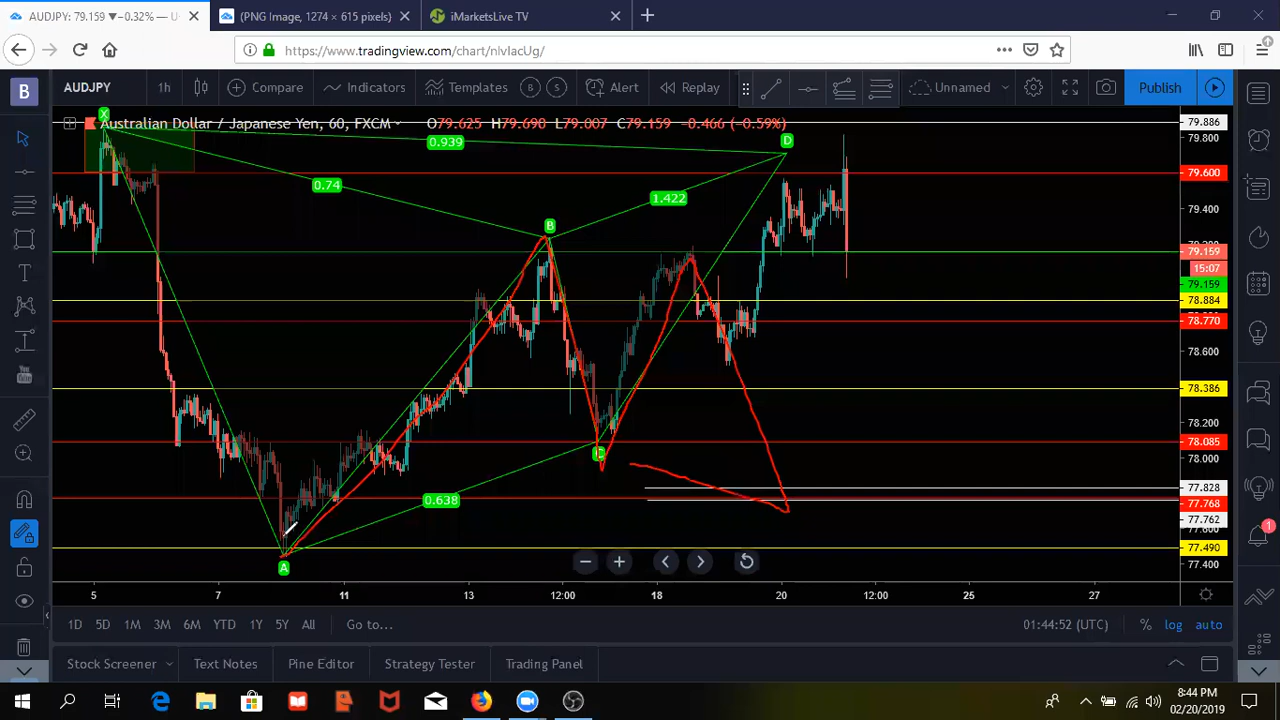 AUDJPY: 79.159 ▼−0.32% — U
(PNG Image, 1274 × 615 pixels)
iMarketsLive TV
https://www.tradingview.com/chart/nlvlacUg/
B
AUDJPY
1h
Compare
Indicators
Templates
B
S
Alert
Replay
Unnamed
Publish
X
Australian Dollar / Japanese Yen, 60, FXCM
O79.625 H79.690 L79.007 C79.159 −0.466 (−0.59%)
79.886
79.800
0.939
D
79.600
0.74
1.422
79.400
B
79.159
15:07
79.159
78.884
78.770
78.600
78.386
78.200
78.085
78.000
77.828
0.638
77.768
77.762
77.490
77.400
A
5
7
11
13
12:00
18
20
12:00
25
27
1D
5D
1M
3M
6M
YTD
1Y
5Y
All
Go to...
01:44:52 (UTC)
%
log
auto
1
Stock Screener
Text Notes
Pine Editor
Strategy Tester
Trading Panel
8:44 PM
02/20/2019